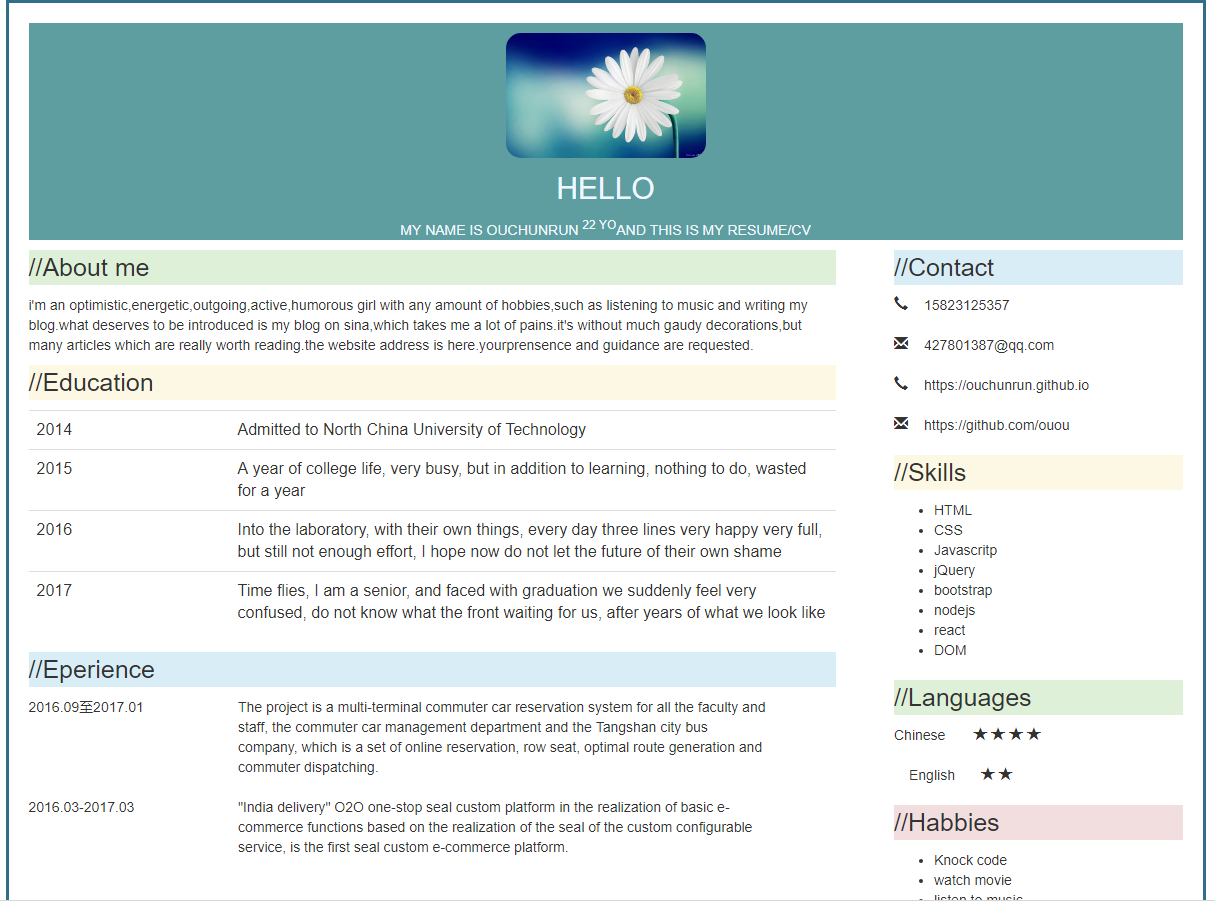 HELLO
MY NAME IS OUCHUNRUN 22 YOAND THIS IS MY RESUME/CV
//About me
i'm an optimistic,energetic,outgoing,active,humorous girl with any amount of hobbies,such as listening to music and writing my
blog.what deserves to be introduced is my blog on sina,which takes me a lot of pains.it's without much gaudy decorations,but
many articles which are really worth reading.the website address is here.yourprensence and guidance are requested.
//Education
2014 Admitted to North China University of Technology
2015 A year of college life, very busy, but in addition to learning, nothing to do, wasted
for a year
2016 Into the laboratory, with their own things, every day three lines very happy very full,
but still not enough effort, I hope now do not let the future of their own shame
2017 Time flies, I am a senior, and faced with graduation we suddenly feel very
confused, do not know what the front waiting for us, after years of what we look like
//Eperience
2016.09至2017.01 The project is a multi-terminal commuter car reservation system for all the faculty and
staff, the commuter car management department and the Tangshan city bus
company, which is a set of online reservation, row seat, optimal route generation and
commuter dispatching.
2016.03-2017.03 "India delivery" O2O one-stop seal custom platform in the realization of basic e-
commerce functions based on the realization of the seal of the custom configurable
service, is the first seal custom e-commerce platform.
//Contact
15823125357
427801387@qq.com
https://ouchunrun.github.io
https://github.com/ouou
//Skills
HTML
CSS
Javascritp
jQuery
bootstrap
nodejs
react
DOM
//Languages
Chinese ★★★★
English ★★
//Habbies
Knock code
watch movie
listen to music